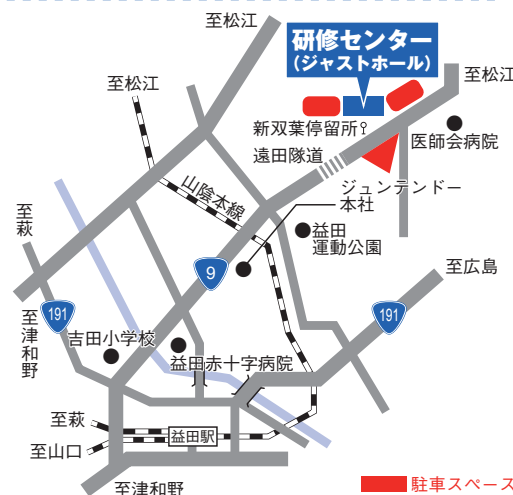 至松江
研修センター
(ジャストホール)
至松江
至松江
新双葉停留所
医師会病院
遠田隧道
山陰本線
ジュンテンドー
本社
至萩
益田
運動公園
9
至広島
191
191
至津和野
吉田小学校
益田赤十字病院
至萩
益田駅
至山口
至津和野
駐車スペース